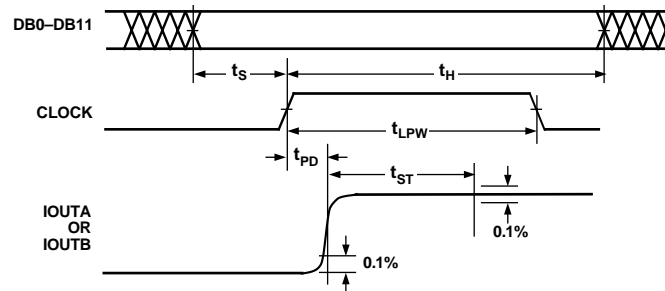 DB0–DB11
tS
tH
CLOCK
tLPW
tPD
tST
IOUTA
OR
IOUTB
0.1%
0.1%